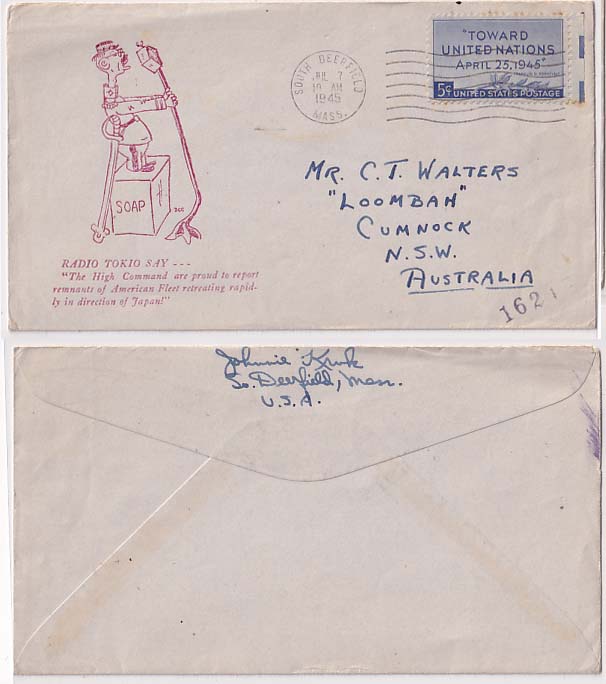 SOUTH DEERFIELD
JUL 7
10 AM
1945
MASS.
"TOWARD
UNITED NATIONS
APRIL 25, 1945"
5¢ UNITED STATES POSTAGE
SOAP
MR. C.T. WALTERS
"LOOMBAH"
CUMNOCK
N.S.W.
AUSTRALIA
RADIO TOKIO SAY ---
"The High Command are proud to report
remnants of American Fleet retreating rapid-
ly in direction of Japan!"
1621
Johnnie Kruk
So. Deerfield, Mass.
U.S.A.